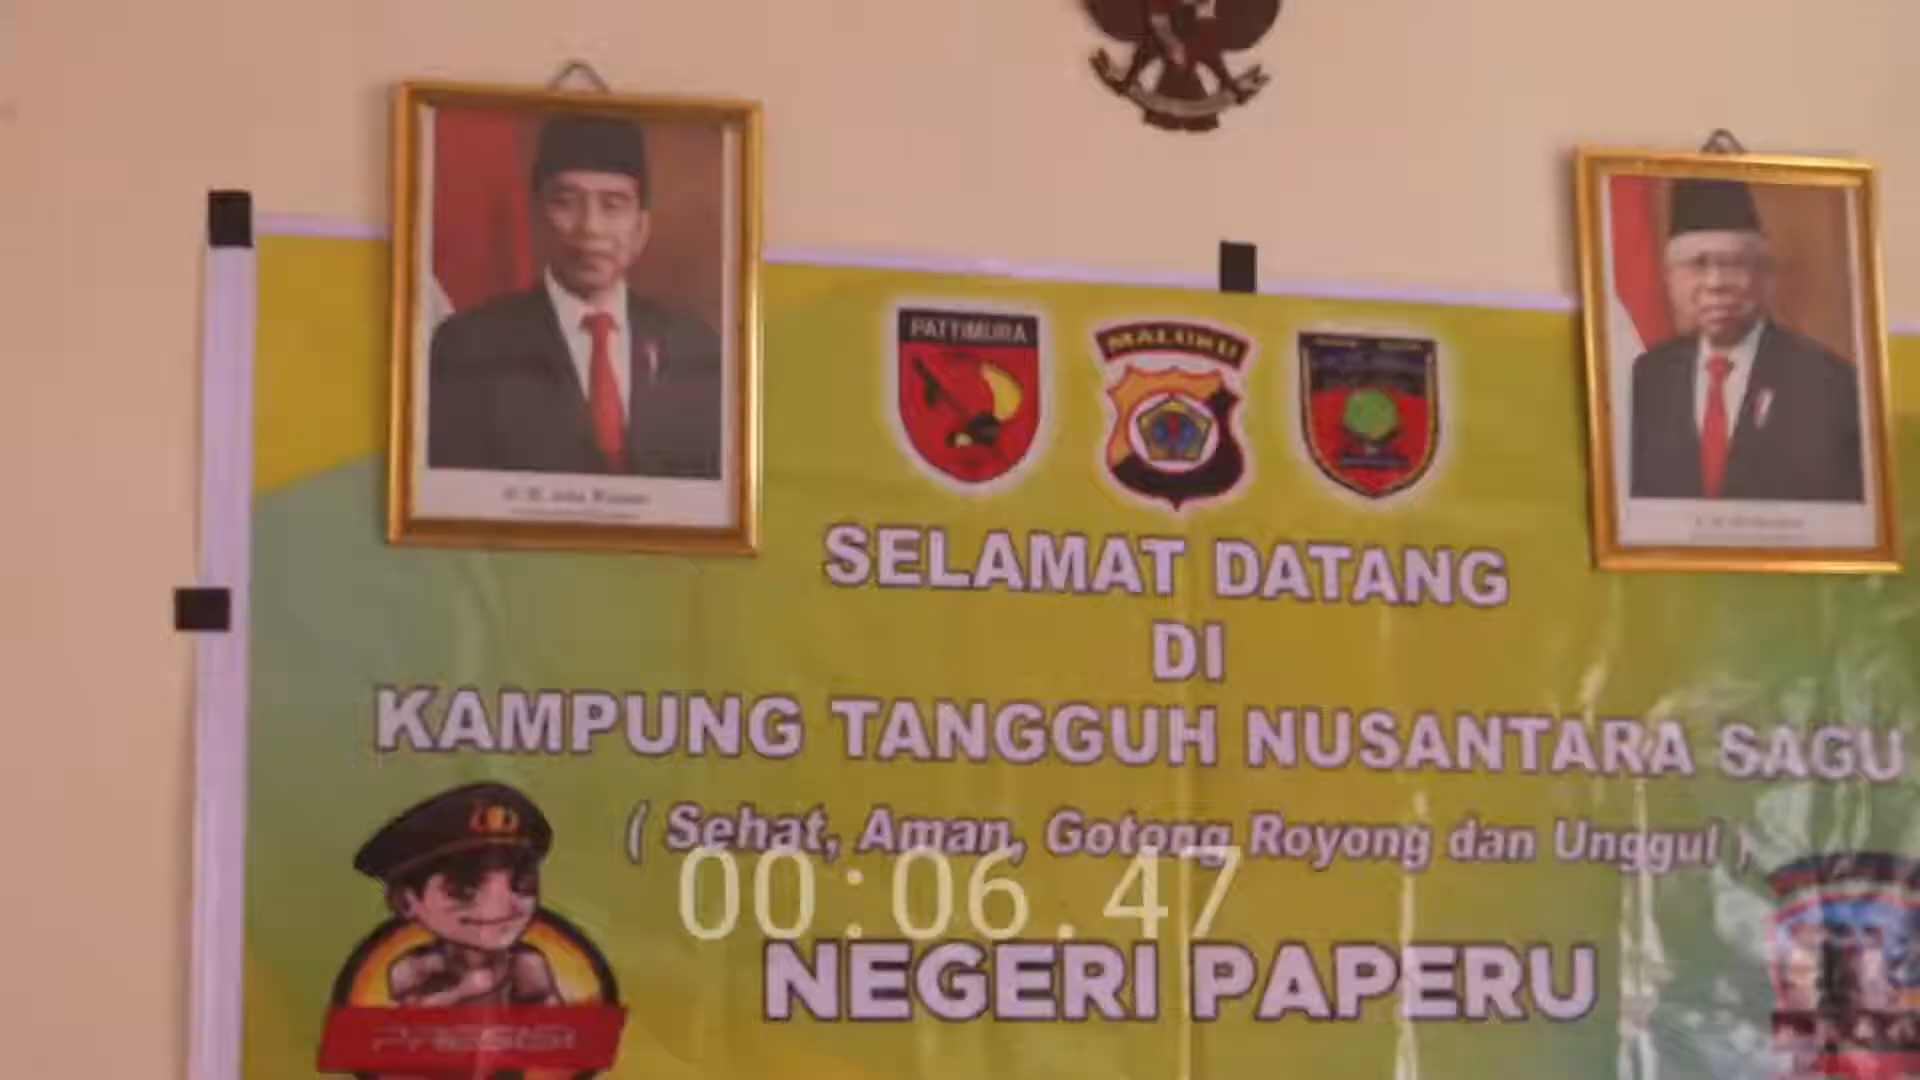 PATTIMURA
MALUKU
SELAMAT DATANG
DI
KAMPUNG TANGGUH NUSANTARA SAGU
( Sehat, Aman, Gotong Royong dan Unggul )
00:06.47
NEGERI PAPERU
PRESISI